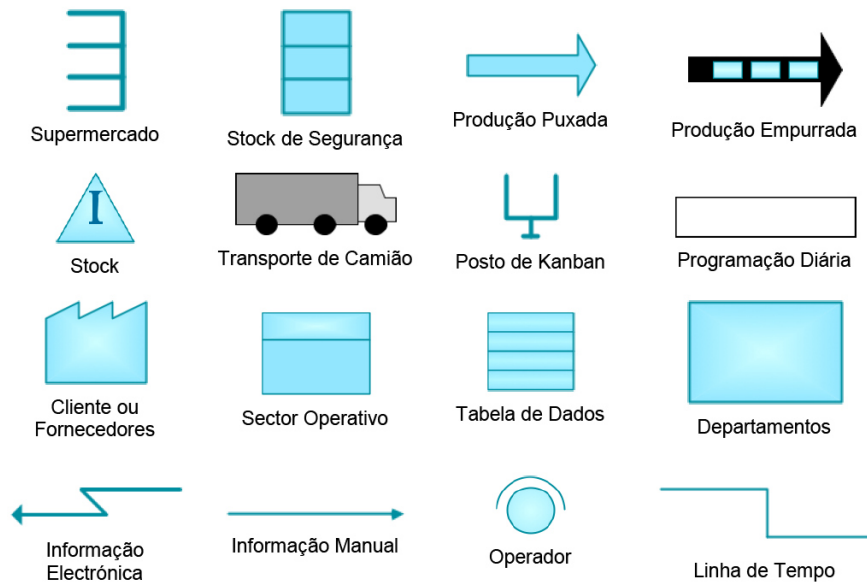 Supermercado
Stock de Segurança
Produção Puxada
Produção Empurrada
I
Stock
Transporte de Camião
Posto de Kanban
Programação Diária
Cliente ou
Fornecedores
Sector Operativo
Tabela de Dados
Departamentos
Informação
Electrónica
Informação Manual
Operador
Linha de Tempo